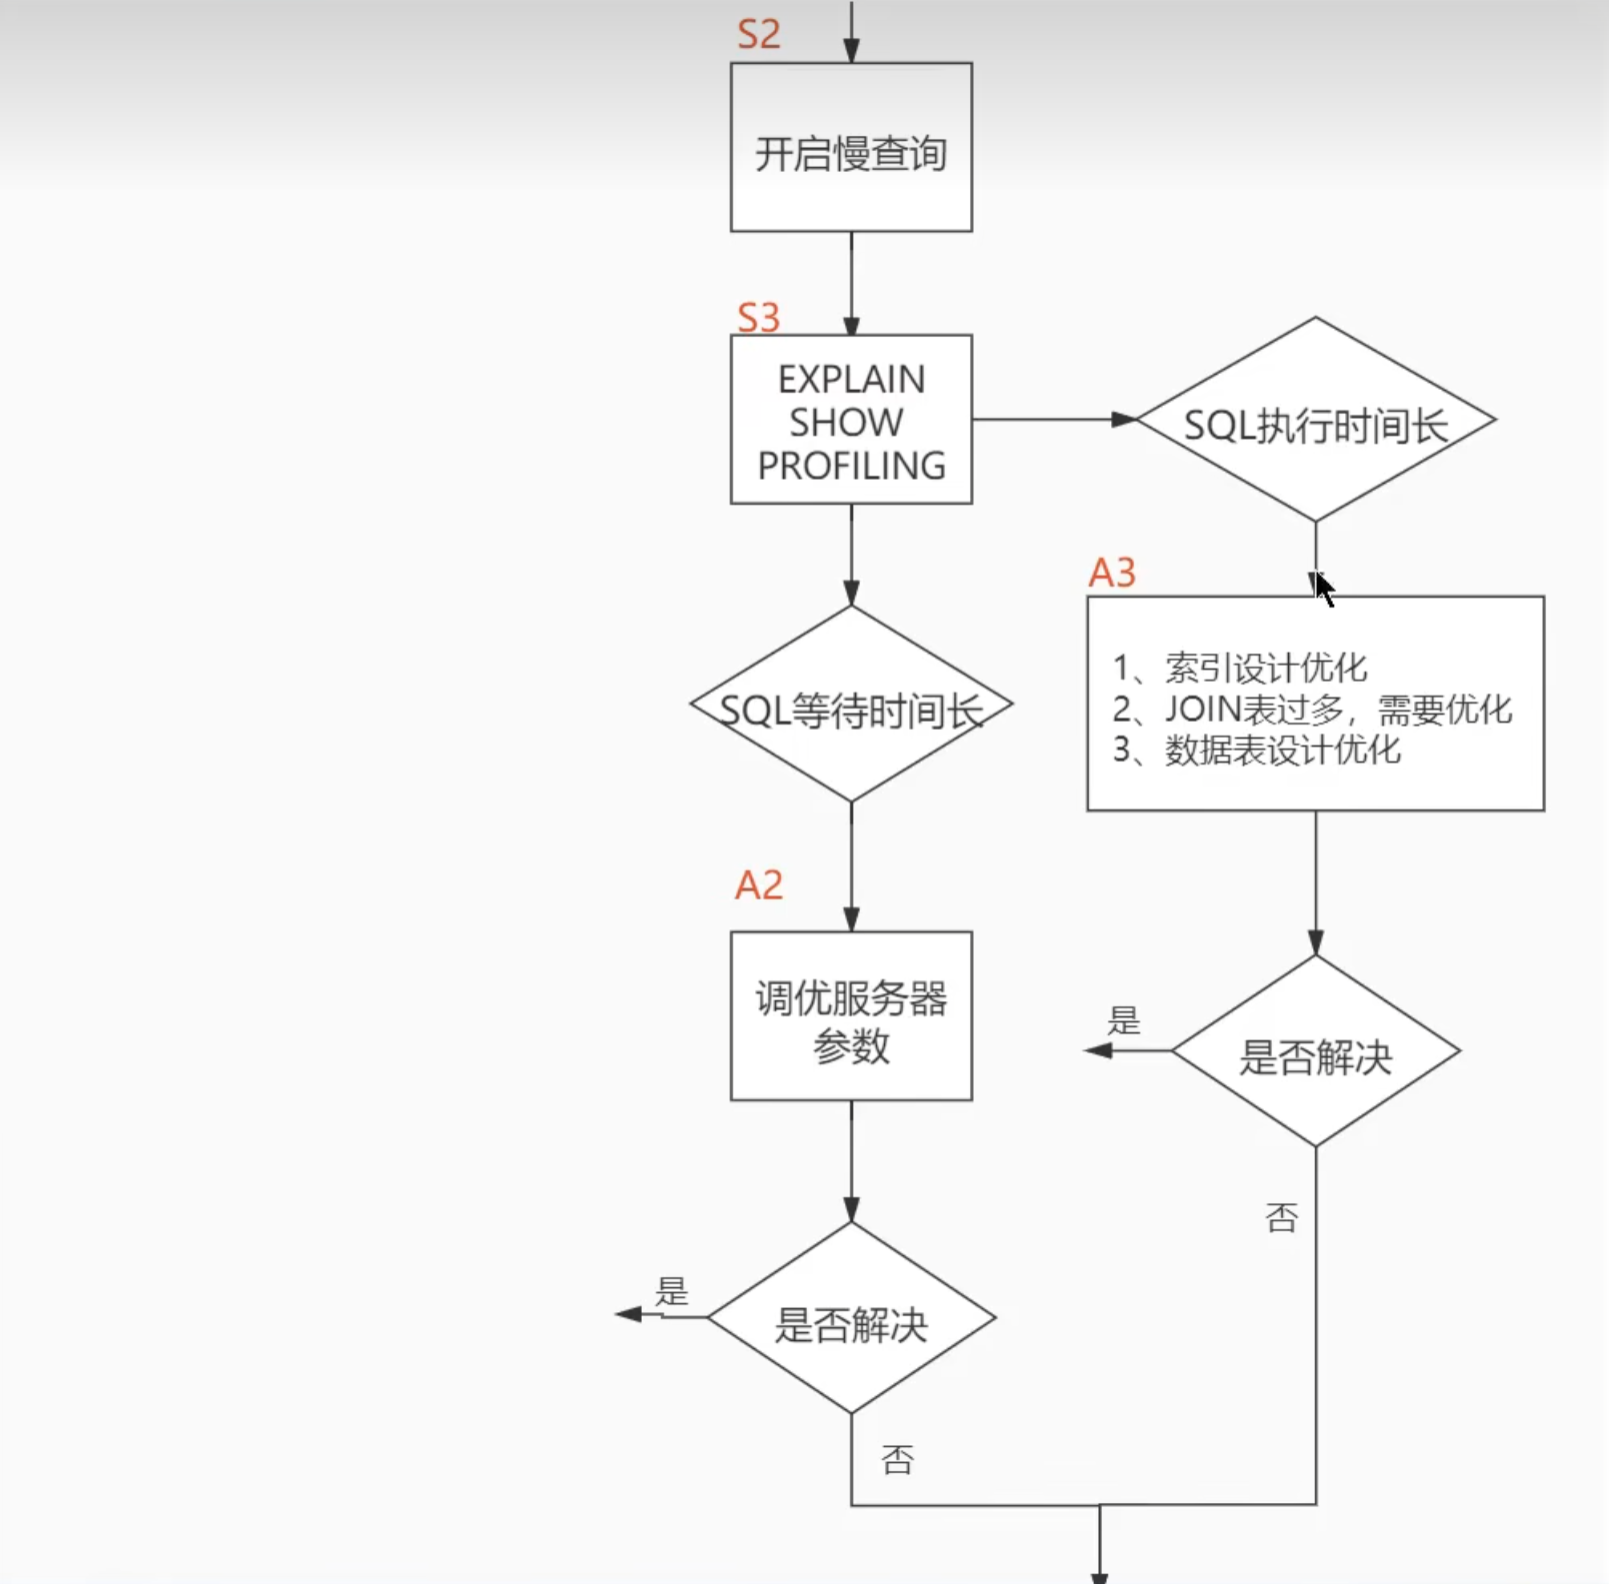 S2
开启慢查询
S3
EXPLAIN
SHOW
PROFILING
SQL执行时间长
A3
1、索引设计优化
2、JOIN表过多，需要优化
3、数据表设计优化
SQL等待时间长
A2
调优服务器
参数
是
是否解决
否
是
是否解决
否